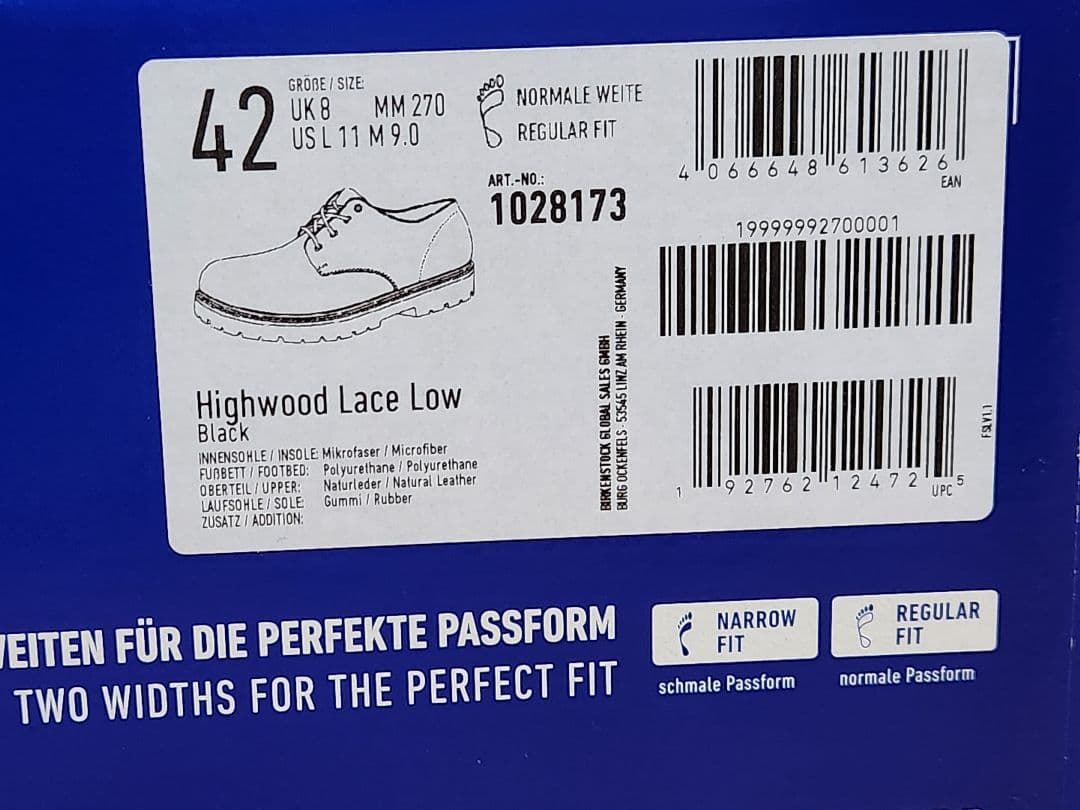 42
GRÖßE / SIZE:
UK 8 MM 270
US L 11 M 9.0
NORMALE WEITE
REGULAR FIT
ART.-NO.:
1028173
4 066648 613626
EAN
19999992700001
Highwood Lace Low
Black
INNENSOHLE / INSOLE: Mikrofaser / Microfiber
FUßBETT / FOOTBED: Polyurethane / Polyurethane
OBERTEIL / UPPER: Naturleder / Natural Leather
LAUFSOHLE / SOLE: Gummi / Rubber
ZUSATZ / ADDITION:
BIRKENSTOCK GLOBAL SALES GMBH
BURG OCKENFELS · 53545 LINZ AM RHEIN · GERMANY
1 92762 12472 5
UPC
FSLV1.1
WEITEN FÜR DIE PERFEKTE PASSFORM
TWO WIDTHS FOR THE PERFECT FIT
NARROW
FIT
schmale Passform
REGULAR
FIT
normale Passform